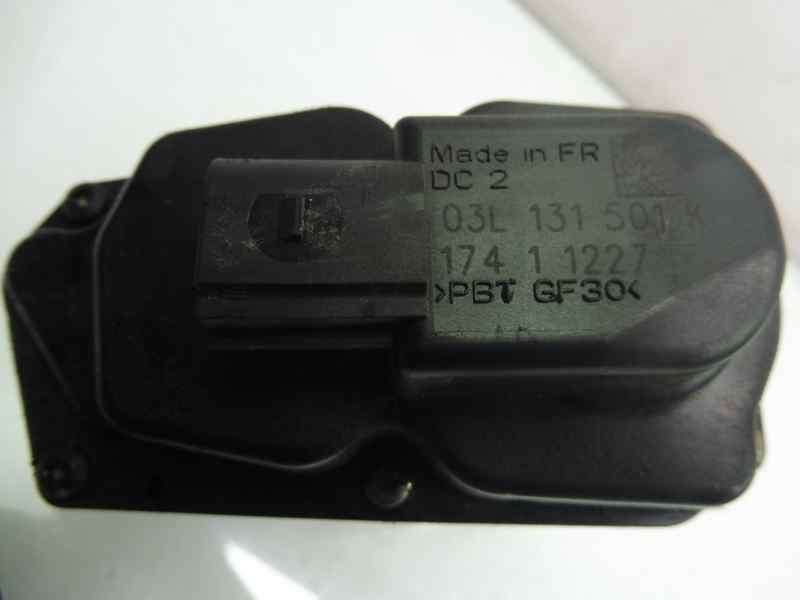 Made in FR
DC 2
03L 131 501 K
174 1 1227
>PBT GF30<